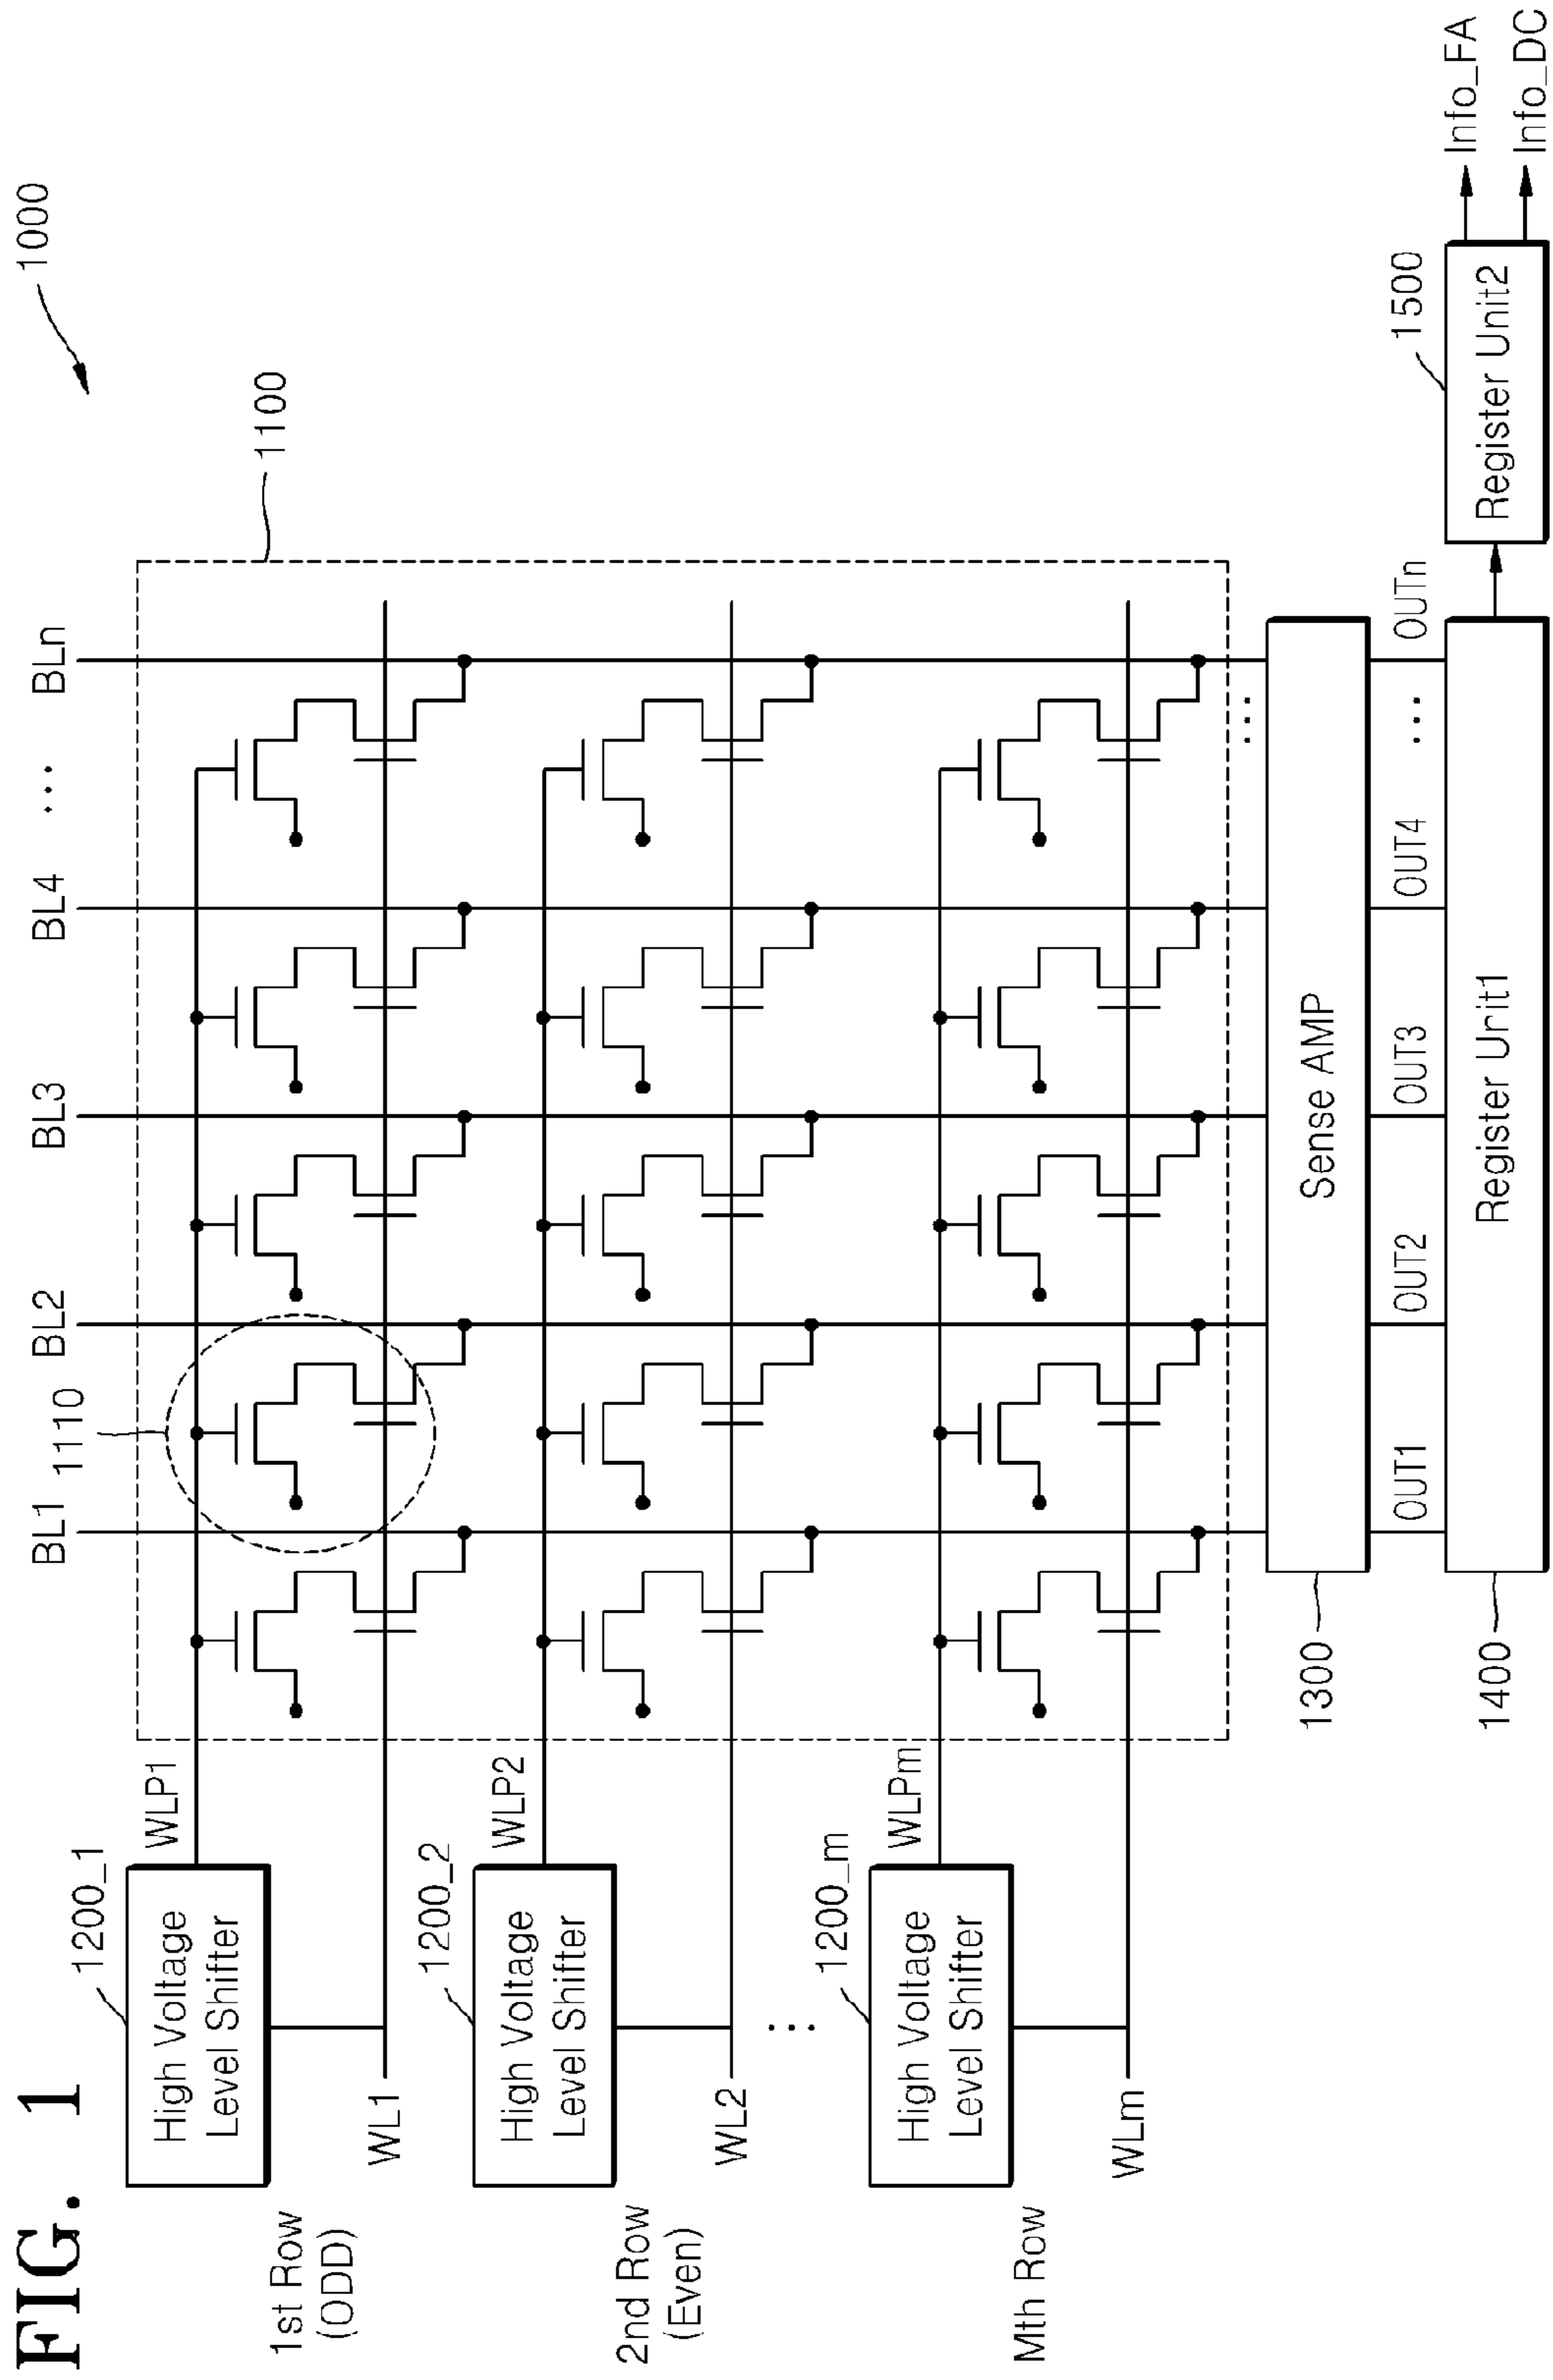 FIG. 1
1000
BL1
1110
BL2
BL3
BL4
...
BLn
1100
1200_1
High Voltage
Level Shifter
WLP1
WL1
1st Row
(ODD)
1200_2
High Voltage
Level Shifter
WLP2
WL2
2nd Row
(Even)
...
1200_m
High Voltage
Level Shifter
WLPm
WLm
Mth Row
...
1300
Sense AMP
OUT1
OUT2
OUT3
OUT4
...
OUTn
1400
Register Unit1
1500
Register Unit2
Info_FA
Info_DC